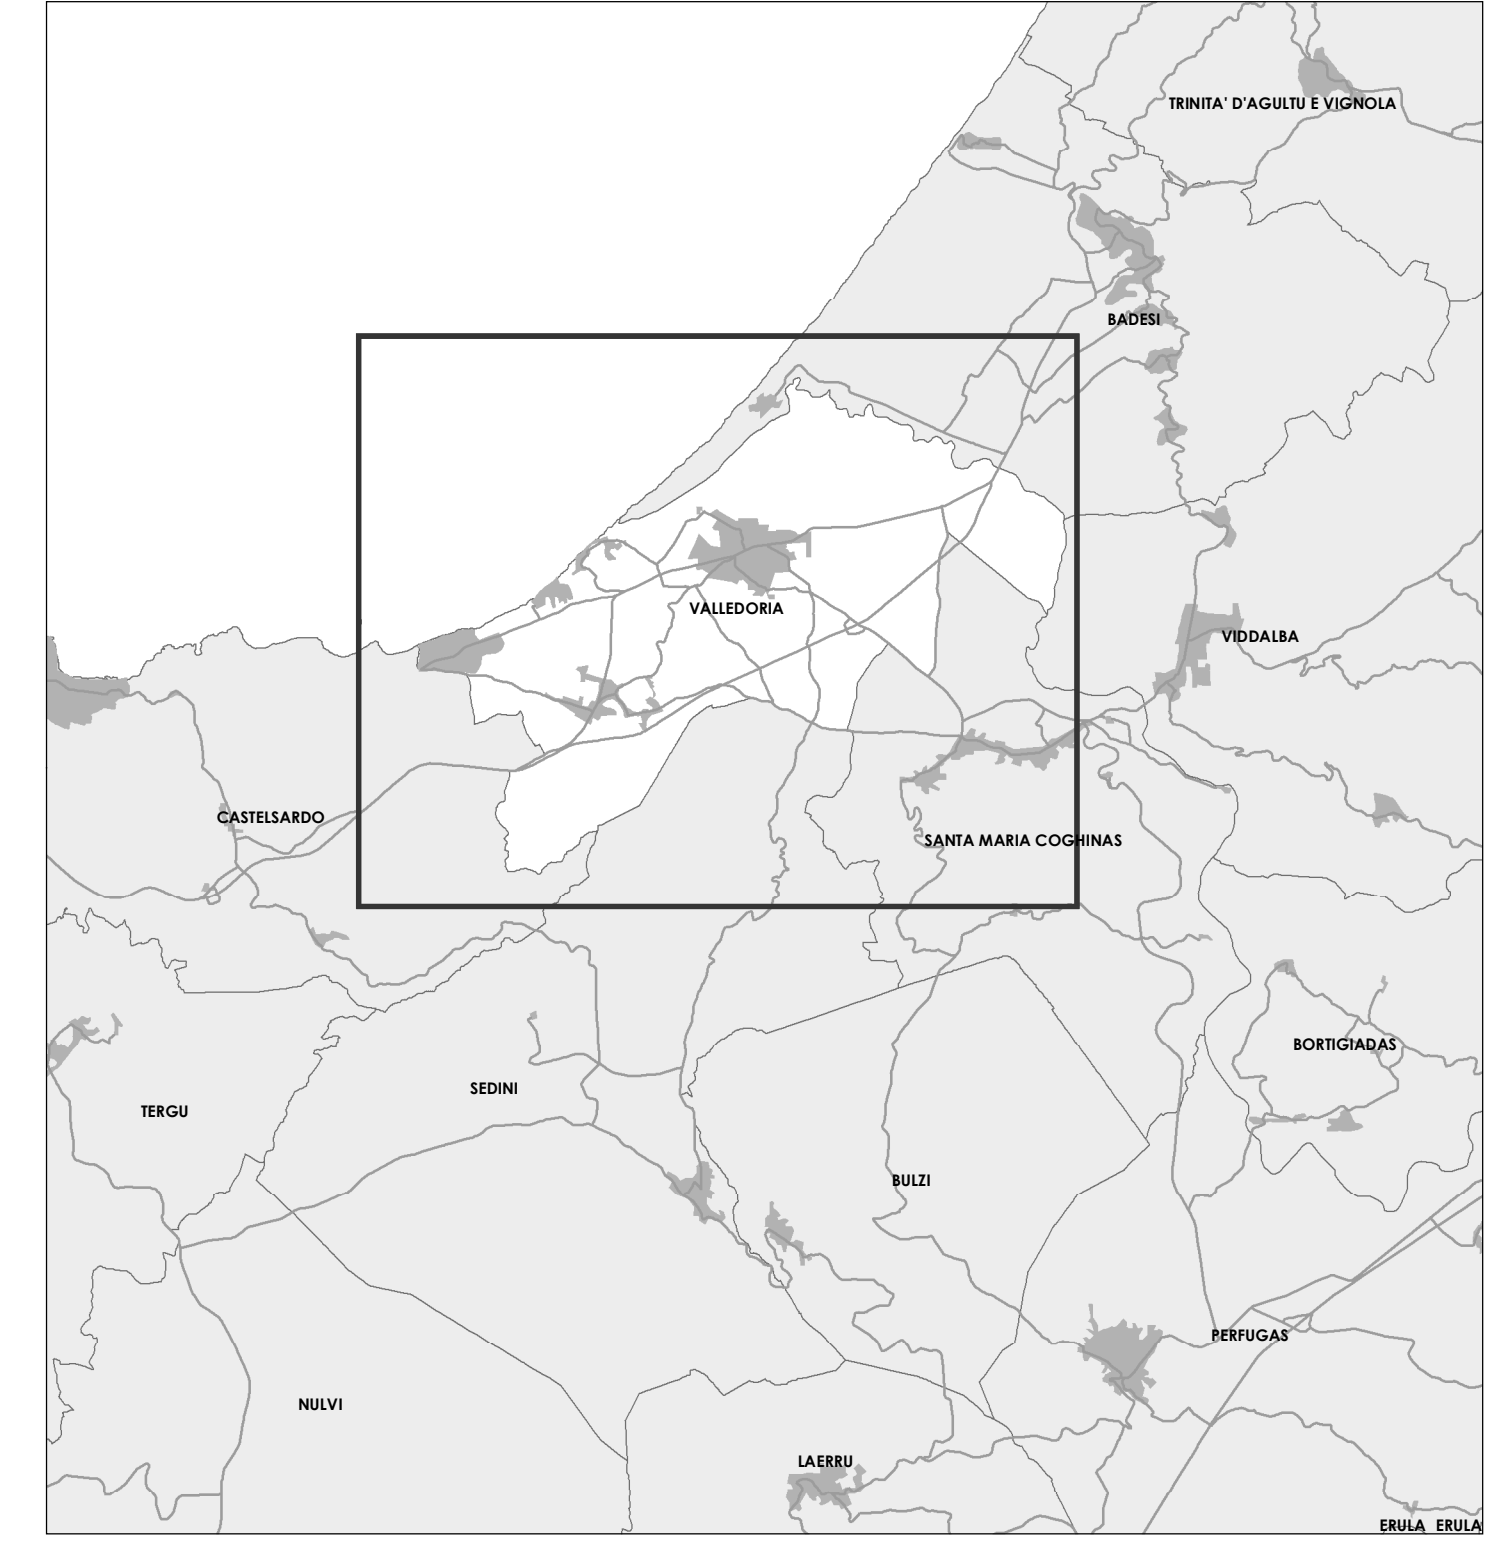 TRINITA' D'AGULTU E VIGNOLA
BADESI
VALLEDORIA
VIDDALBA
CASTELSARDO
SANTA MARIA COGHINAS
BORTIGIADAS
SEDINI
TERGU
BULZI
PERFUGAS
NULVI
LAERRU
ERULA ERULA